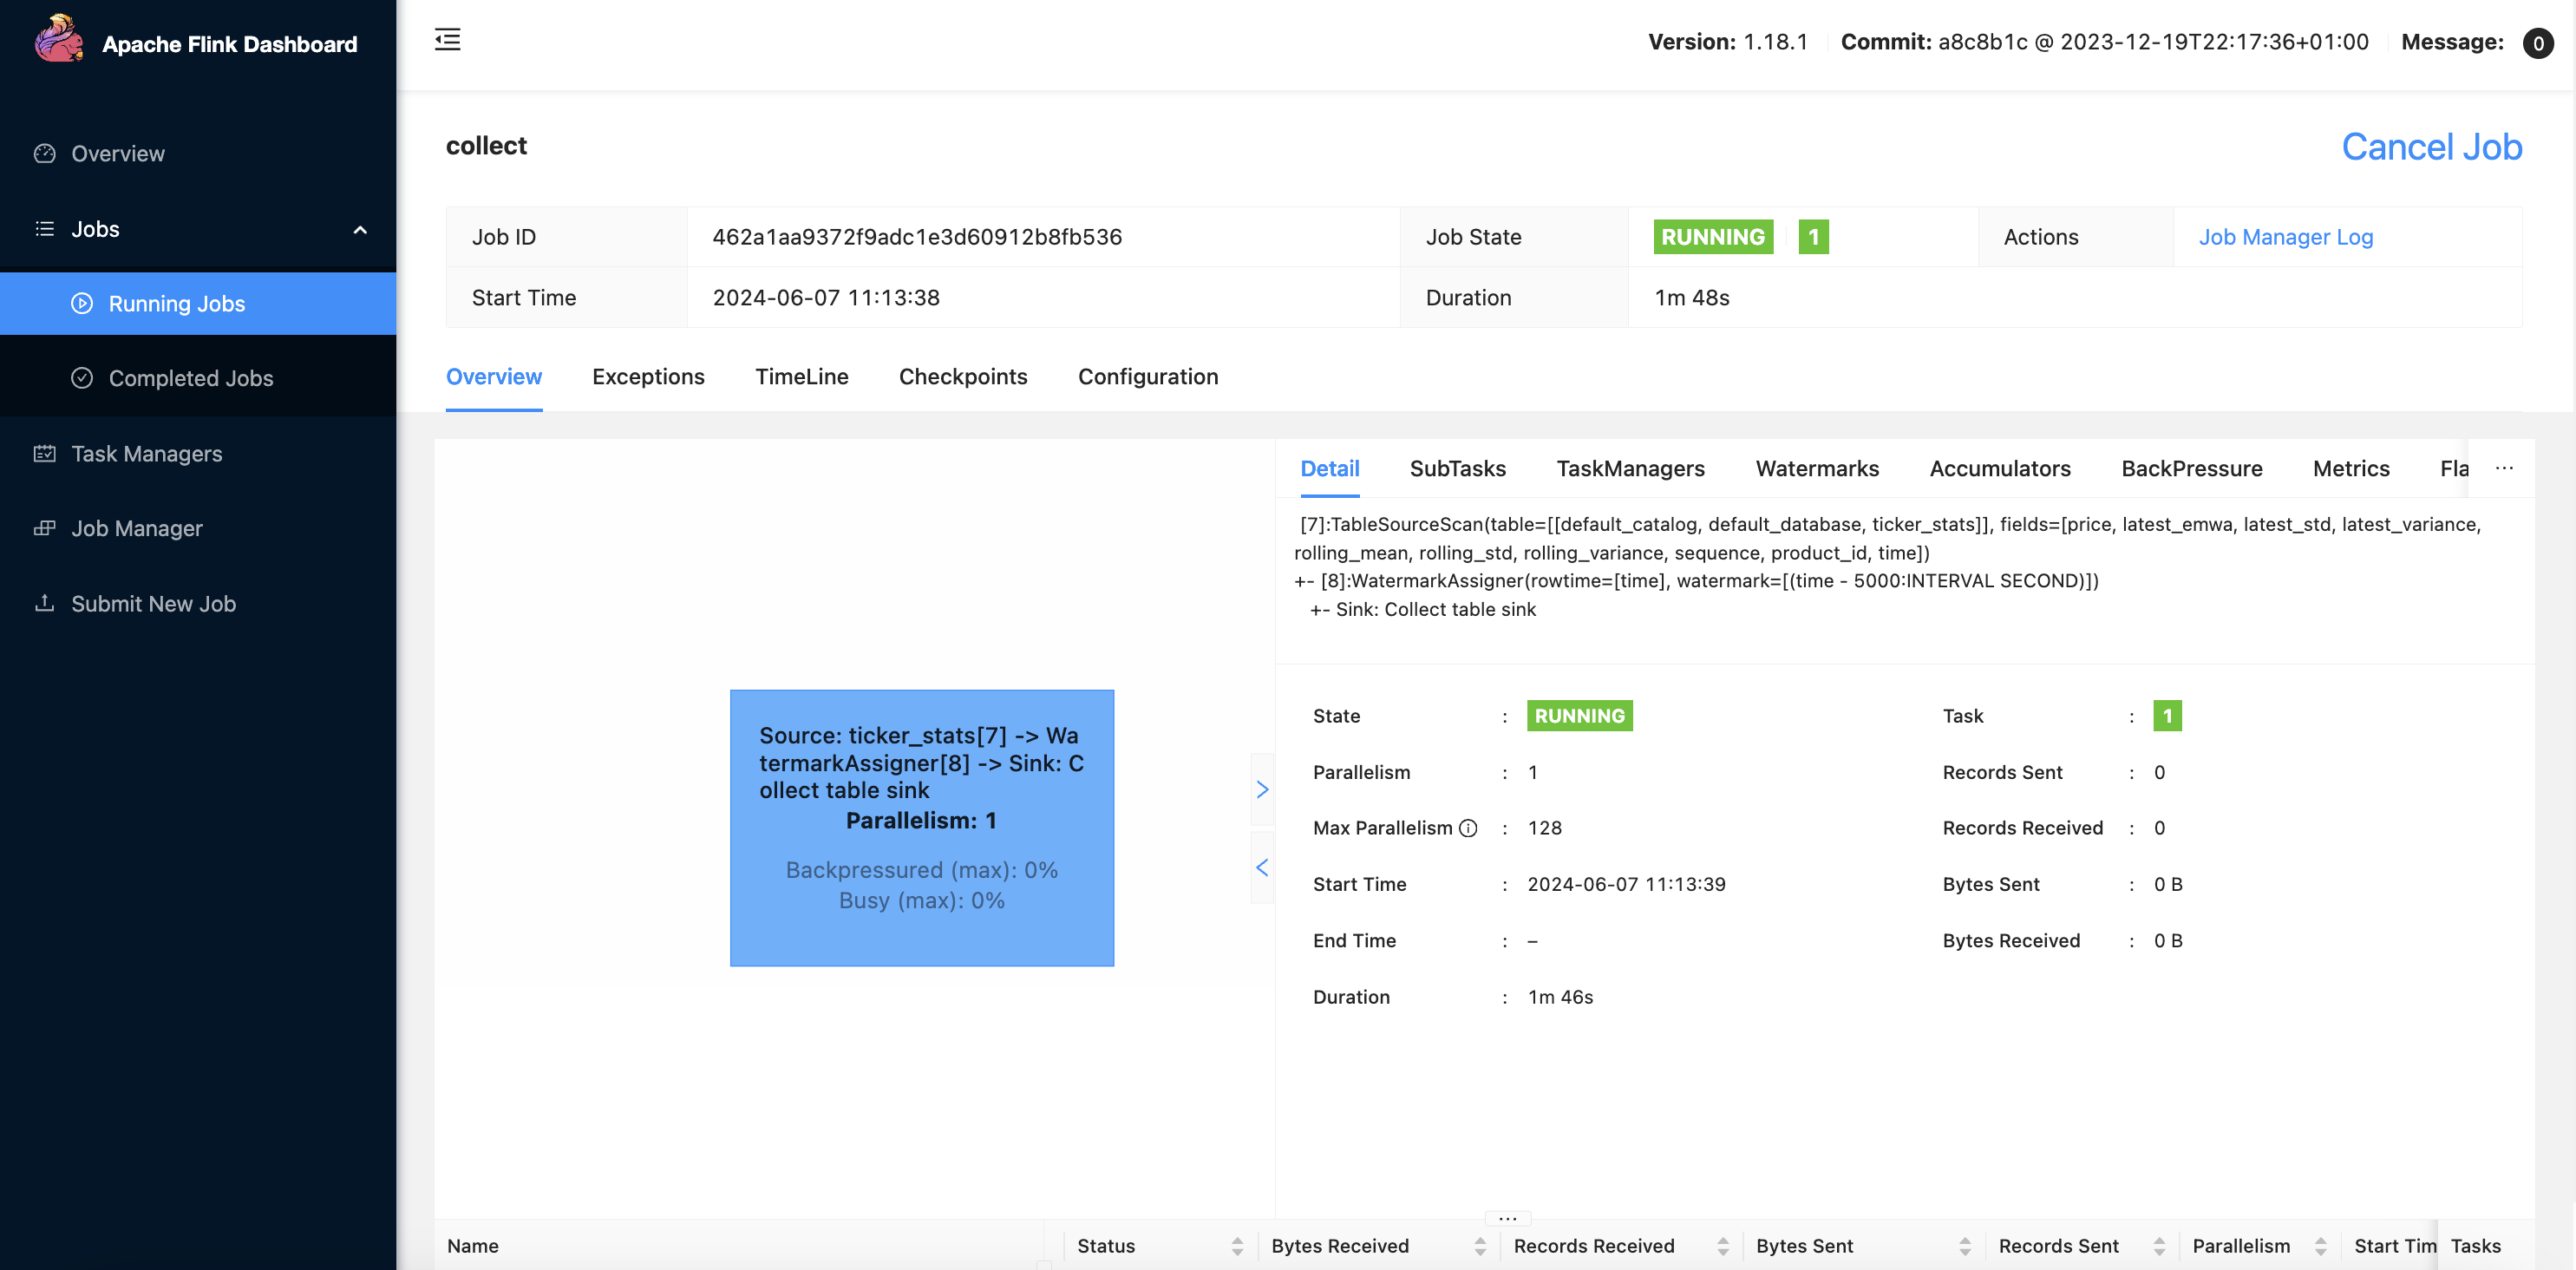 Apache Flink Dashboard
Version: 1.18.1 Commit: a8c8b1c @ 2023-12-19T22:17:36+01:00 Message: 0
Overview
Jobs
Running Jobs
Completed Jobs
Task Managers
Job Manager
Submit New Job
collect
Cancel Job
Job ID 462a1aa9372f9adc1e3d60912b8fb536 Job State RUNNING 1 Actions Job Manager Log
Start Time 2024-06-07 11:13:38 Duration 1m 48s
Overview Exceptions TimeLine Checkpoints Configuration
Source: ticker_stats[7] -> Wa
termarkAssigner[8] -> Sink: C
ollect table sink
Parallelism: 1
Backpressured (max): 0%
Busy (max): 0%
Detail SubTasks TaskManagers Watermarks Accumulators BackPressure Metrics Fla ...
[7]:TableSourceScan(table=[[default_catalog, default_database, ticker_stats]], fields=[price, latest_emwa, latest_std, latest_variance,
rolling_mean, rolling_std, rolling_variance, sequence, product_id, time])
+- [8]:WatermarkAssigner(rowtime=[time], watermark=[(time - 5000:INTERVAL SECOND)])
+- Sink: Collect table sink
State : RUNNING Task : 1
Parallelism : 1 Records Sent : 0
Max Parallelism : 128 Records Received : 0
Start Time : 2024-06-07 11:13:39 Bytes Sent : 0 B
End Time : – Bytes Received : 0 B
Duration : 1m 46s
Name Status Bytes Received Records Received Bytes Sent Records Sent Parallelism Start Tim Tasks